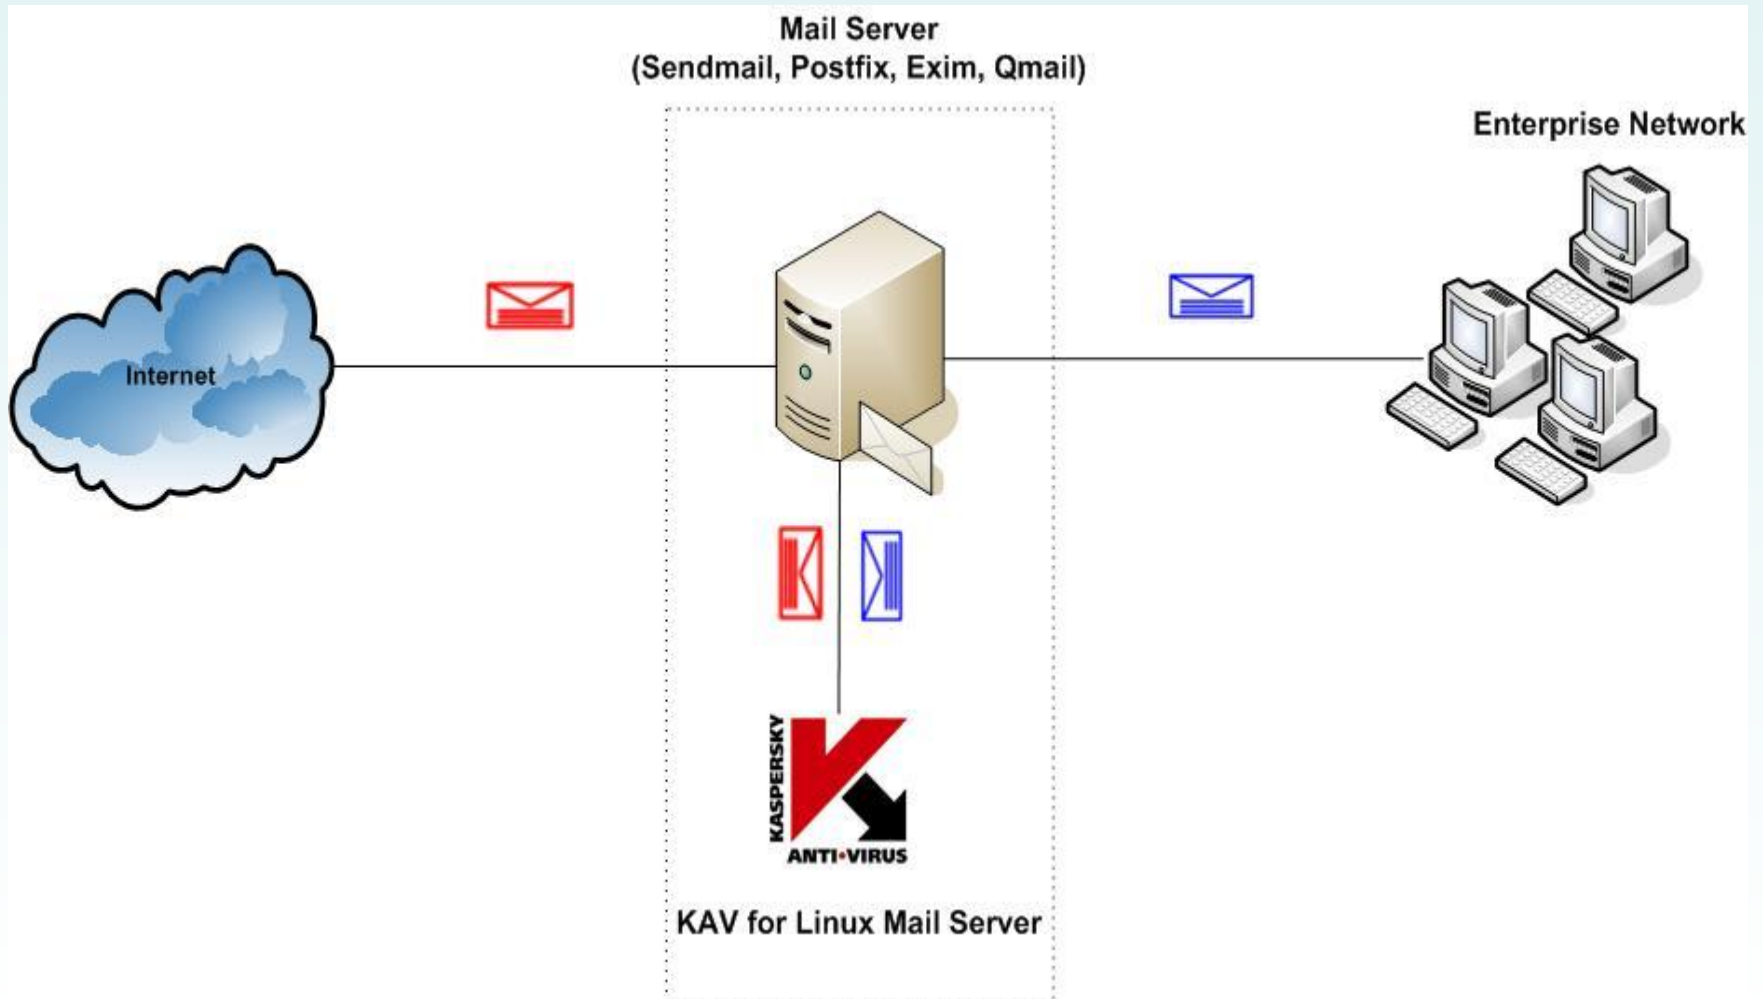 Mail Server
(Sendmail, Postfix, Exim, Qmail)
Enterprise Network
Internet
KASPERSKY
ANTI•VIRUS
KAV for Linux Mail Server